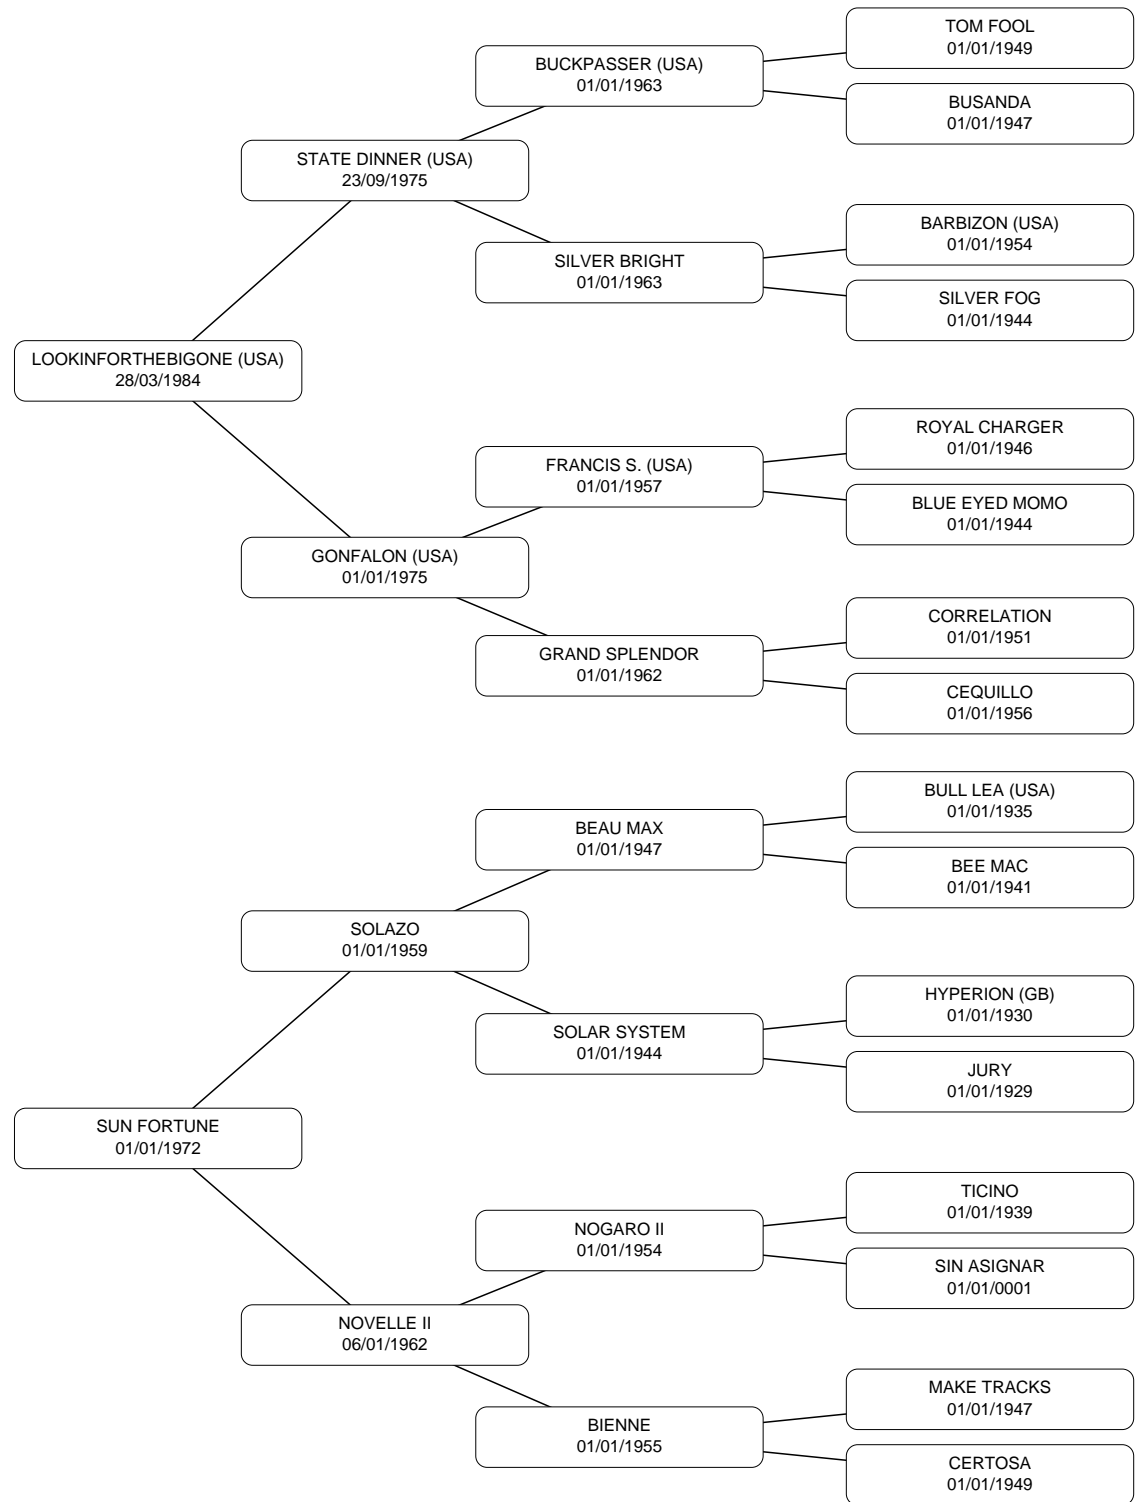 TOM FOOL
01/01/1949
BUCKPASSER (USA)
01/01/1963
BUSANDA
01/01/1947
STATE DINNER (USA)
23/09/1975
BARBIZON (USA)
01/01/1954
SILVER BRIGHT
01/01/1963
SILVER FOG
01/01/1944
LOOKINFORTHEBIGONE (USA)
28/03/1984
ROYAL CHARGER
01/01/1946
FRANCIS S. (USA)
01/01/1957
BLUE EYED MOMO
01/01/1944
GONFALON (USA)
01/01/1975
CORRELATION
01/01/1951
GRAND SPLENDOR
01/01/1962
CEQUILLO
01/01/1956
BULL LEA (USA)
01/01/1935
BEAU MAX
01/01/1947
BEE MAC
01/01/1941
SOLAZO
01/01/1959
HYPERION (GB)
01/01/1930
SOLAR SYSTEM
01/01/1944
JURY
01/01/1929
SUN FORTUNE
01/01/1972
TICINO
01/01/1939
NOGARO II
01/01/1954
SIN ASIGNAR
01/01/0001
NOVELLE II
06/01/1962
MAKE TRACKS
01/01/1947
BIENNE
01/01/1955
CERTOSA
01/01/1949